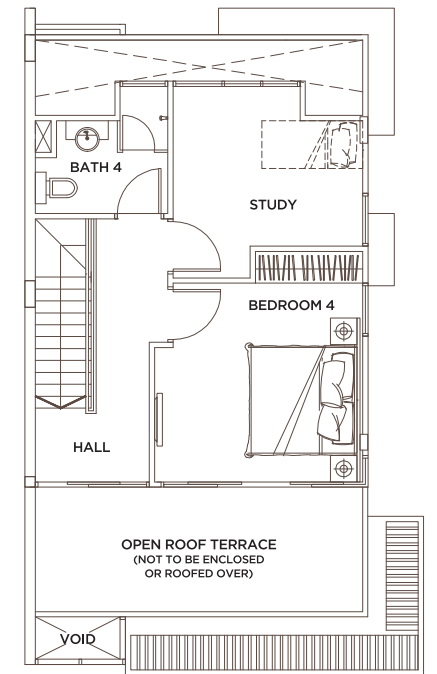 BATH 4
STUDY
BEDROOM 4
HALL
OPEN ROOF TERRACE
(NOT TO BE ENCLOSED
OR ROOFED OVER)
VOID